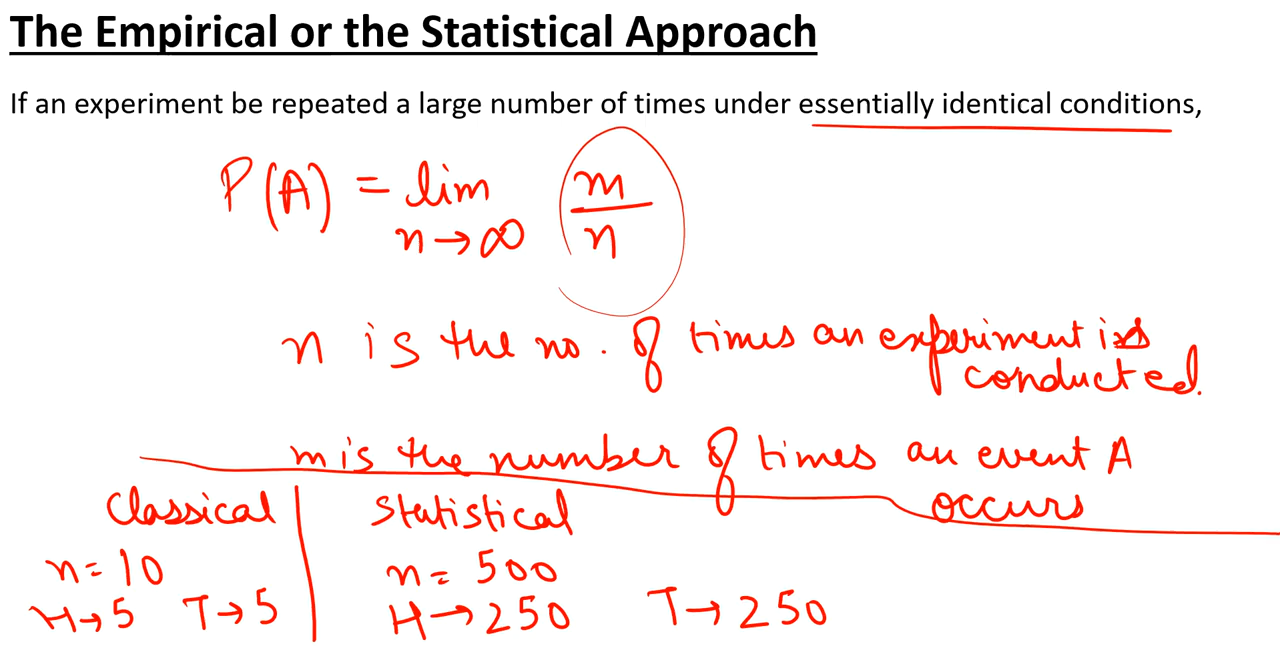 The Empirical or the Statistical Approach
If an experiment be repeated a large number of times under essentially identical conditions,
P(A) = lim m/n
n→∞
n is the no. of times an experiment is
conducted.
m is the number of times an event A
occurs
Classical
n=10
H→5 T→5
Statistical
n=500
H→250 T→250